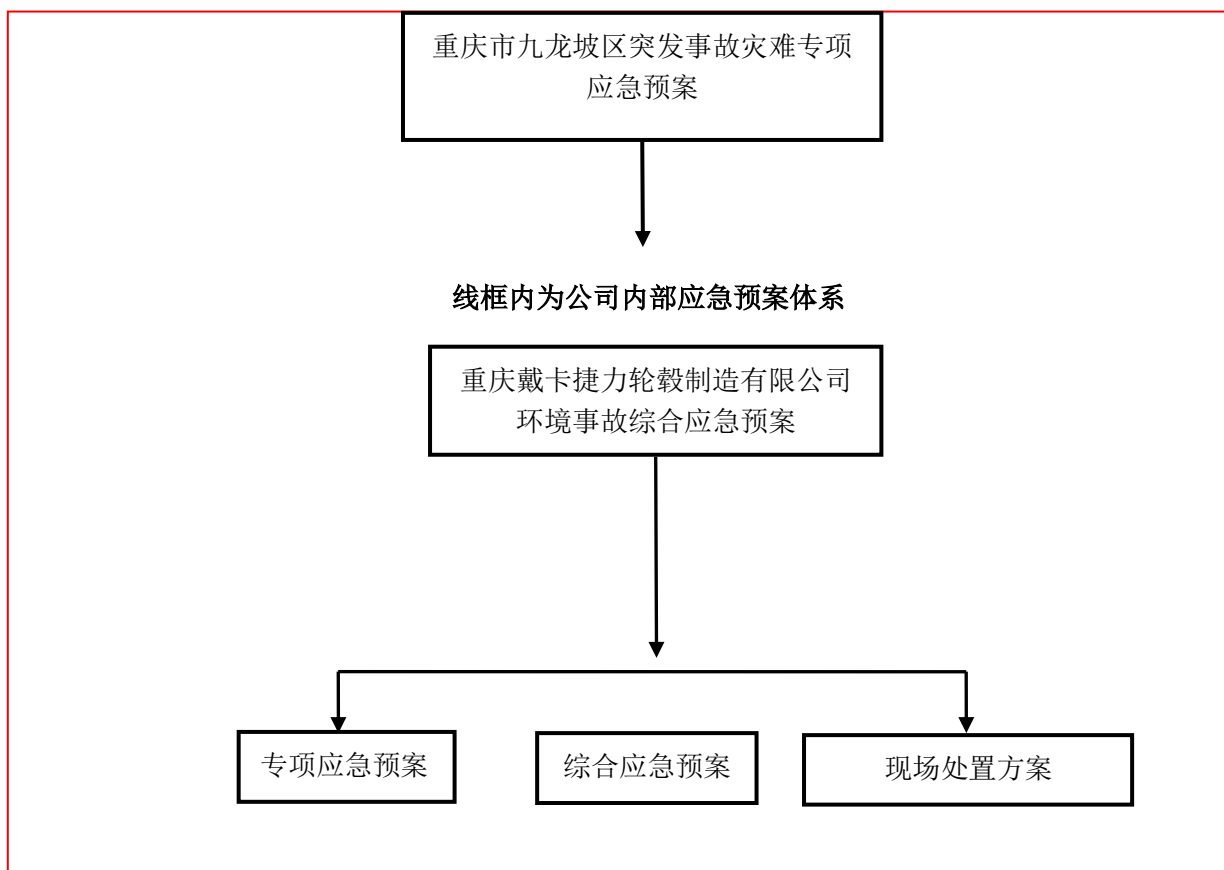 重庆市九龙坡区突发事故灾难专项
应急预案
线框内为公司内部应急预案体系
重庆戴卡捷力轮毂制造有限公司
环境事故综合应急预案
专项应急预案
综合应急预案
现场处置方案